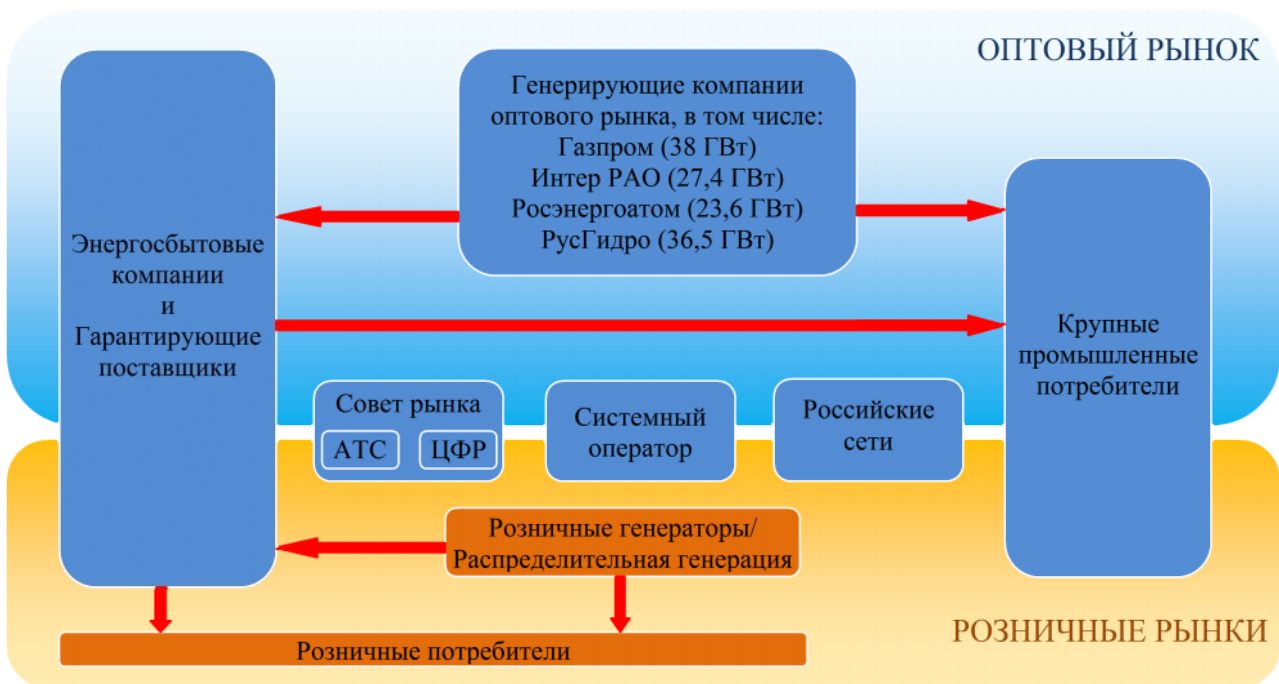 ОПТОВЫЙ РЫНОК
Генерирующие компании
оптового рынка, в том числе:
Газпром (38 ГВт)
Интер РАО (27,4 ГВт)
Росэнергоатом (23,6 ГВт)
РусГидро (36,5 ГВт)
Энергосбытовые
компании
и
Гарантирующие
поставщики
Крупные
промышленные
потребители
Совет рынка
АТС
ЦФР
Системный
оператор
Российские
сети
Розничные генераторы/
Распределительная генерация
Розничные потребители
РОЗНИЧНЫЕ РЫНКИ